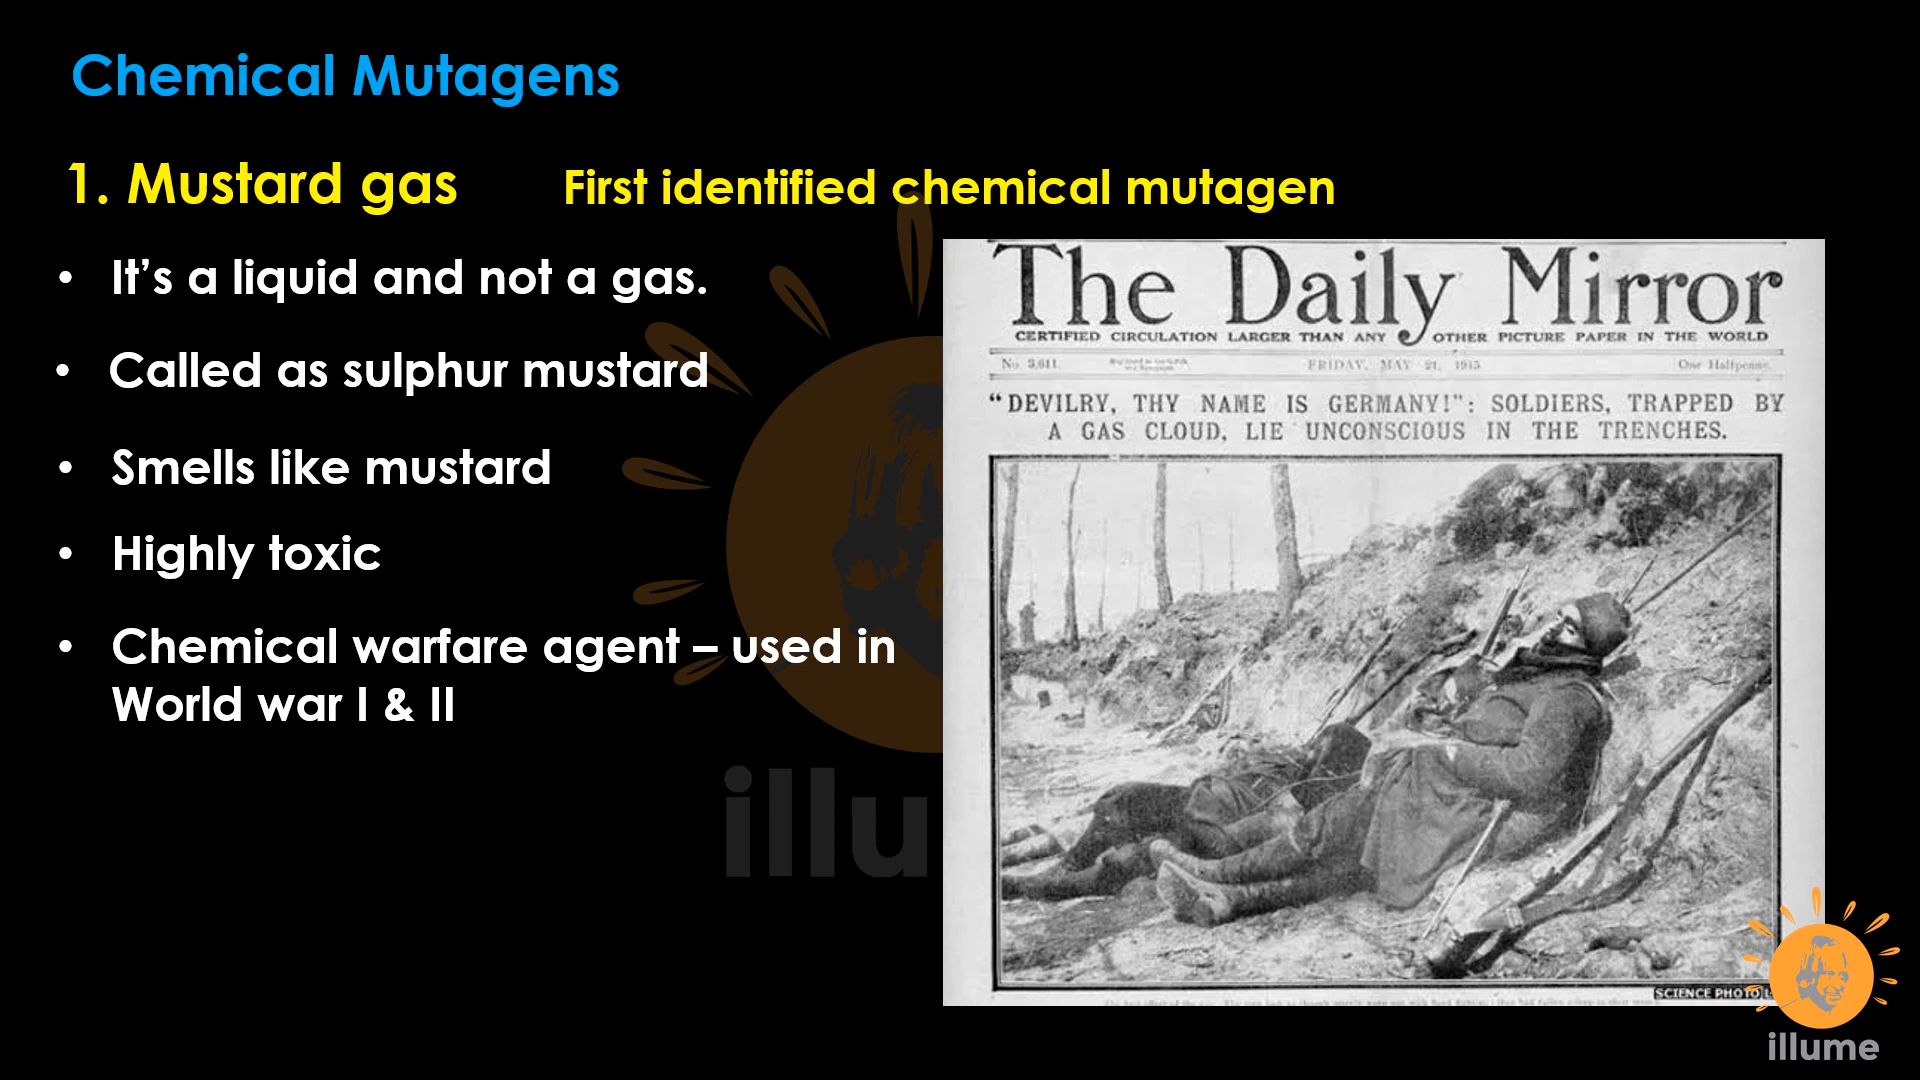 Chemical Mutagens
1. Mustard gas
First identified chemical mutagen
• It’s a liquid and not a gas.
• Called as sulphur mustard
• Smells like mustard
• Highly toxic
• Chemical warfare agent – used in
World war I & II
The Daily Mirror
CERTIFIED CIRCULATION LARGER THAN ANY OTHER PICTURE PAPER IN THE WORLD
No. 3,611.
FRIDAY, MAY 21, 1915
One Halfpenny.
“DEVILRY, THY NAME IS GERMANY!”: SOLDIERS, TRAPPED BY
A GAS CLOUD, LIE UNCONSCIOUS IN THE TRENCHES.
SCIENCE PHOTO L
illu
illume